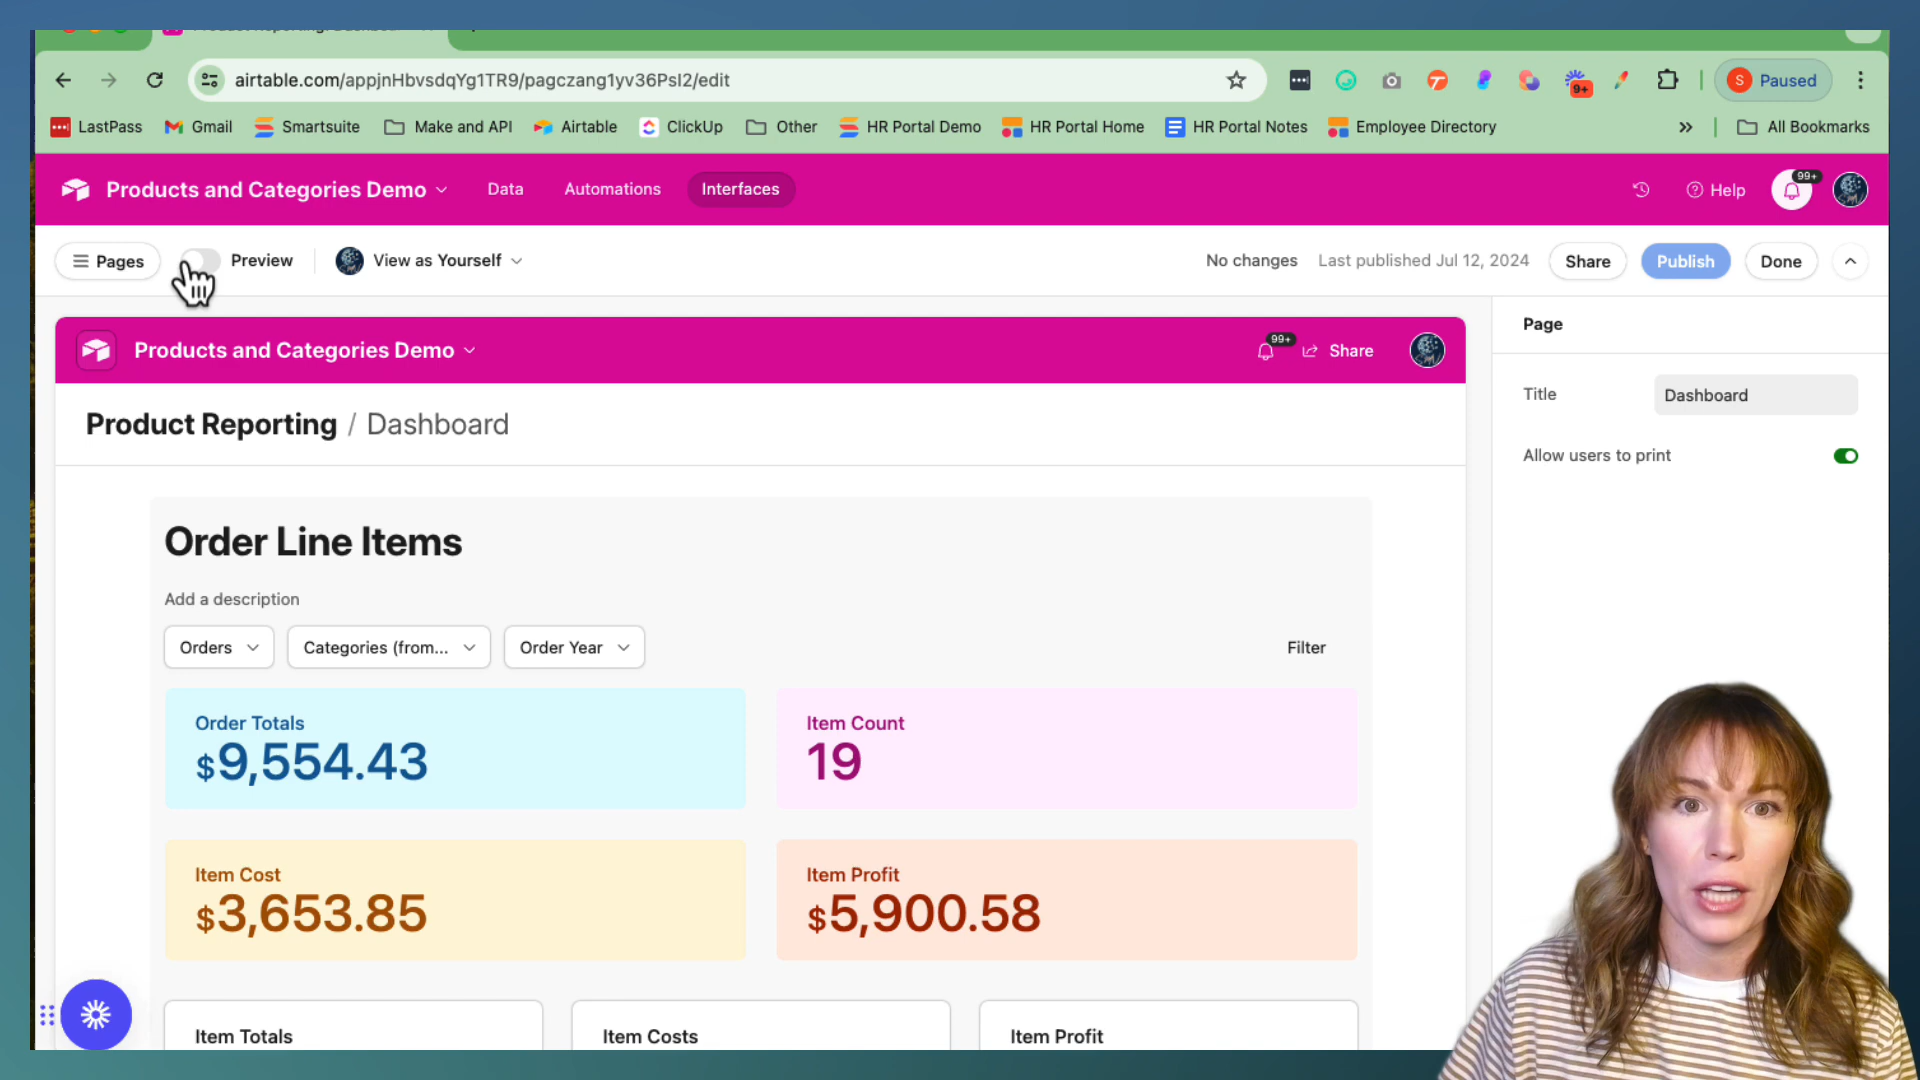 airtable.com/appjnHbvsdqYg1TR9/pagczang1yv36PsI2/edit
9+
S Paused
LastPass Gmail Smartsuite Make and API Airtable ClickUp Other HR Portal Demo HR Portal Home HR Portal Notes Employee Directory » All Bookmarks
Products and Categories Demo Data Automations Interfaces Help 99+
Pages Preview View as Yourself No changes Last published Jul 12, 2024 Share Publish Done
Page
Products and Categories Demo 99+ Share
Title Dashboard
Product Reporting / Dashboard
Allow users to print
Order Line Items
Add a description
Orders Categories (from... Order Year Filter
Order Totals Item Count
$9,554.43 19
Item Cost Item Profit
$3,653.85 $5,900.58
Item Totals Item Costs Item Profit